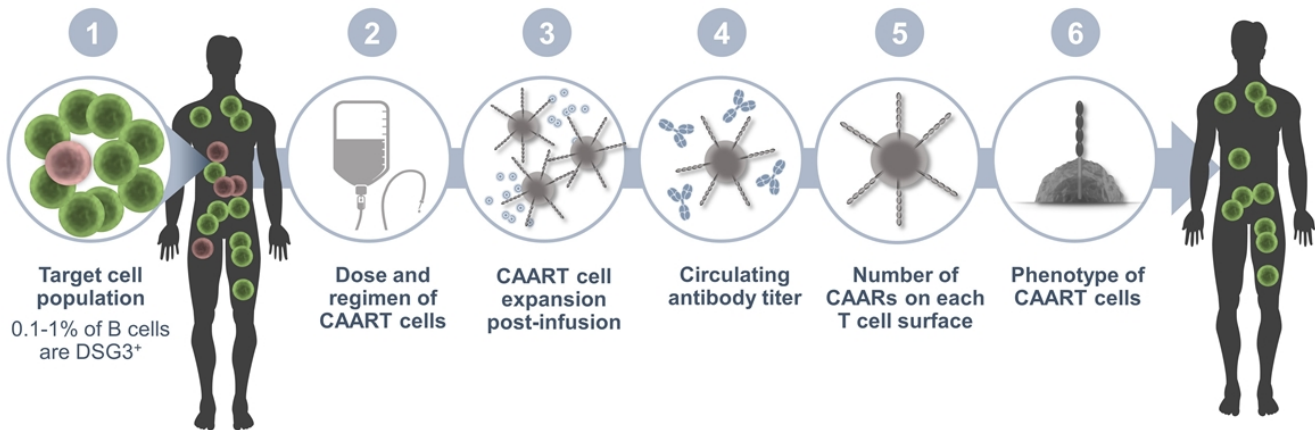 1
2
3
4
5
6
Target cell
population
0.1-1% of B cells
are DSG3⁺
Dose and
regimen of
CAART cells
CAART cell
expansion
post-infusion
Circulating
antibody titer
Number of
CAARs on each
T cell surface
Phenotype of
CAART cells